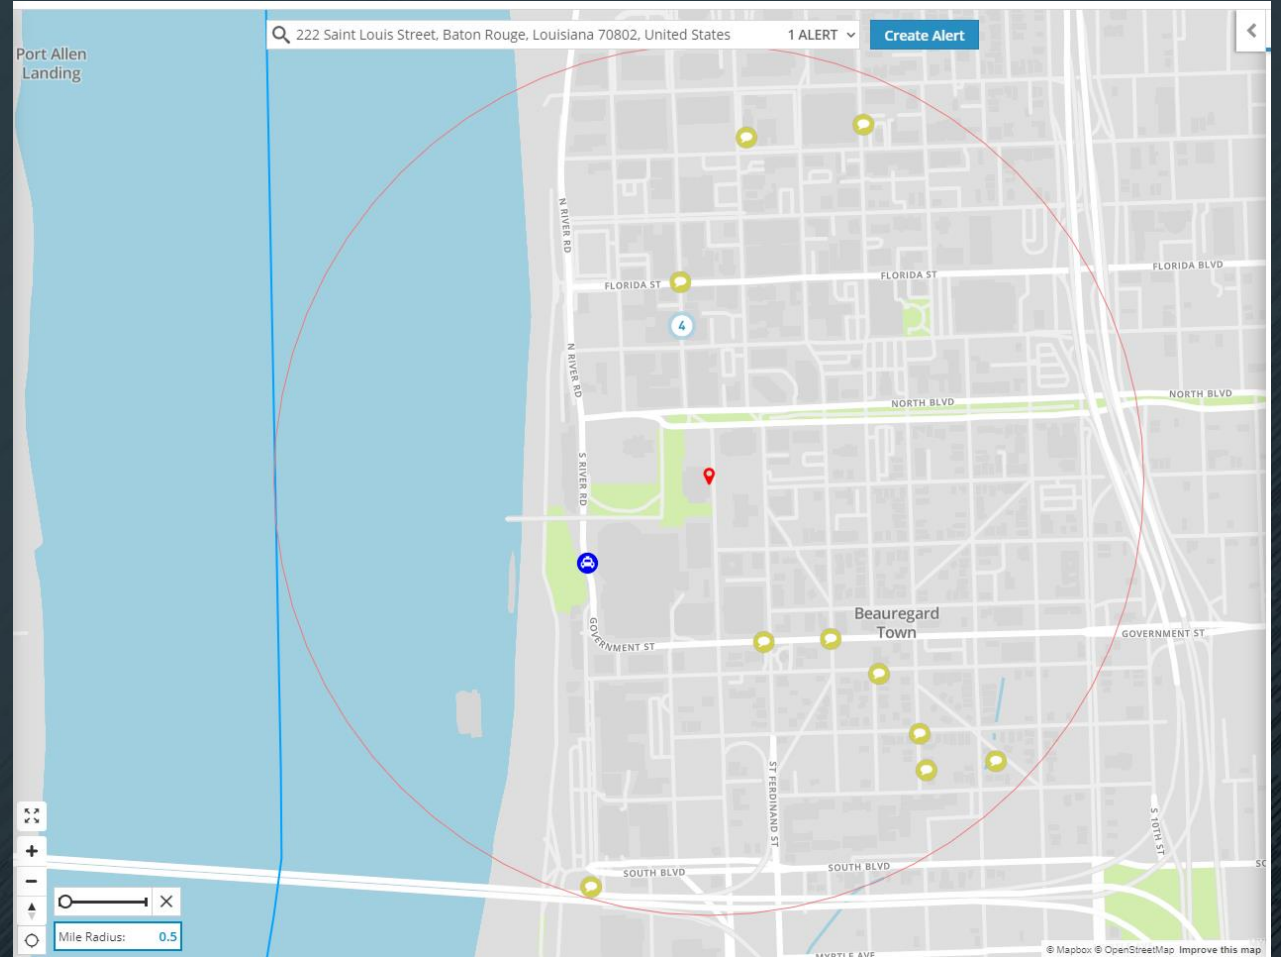 222 Saint Louis Street, Baton Rouge, Louisiana 70802, United States
1 ALERT
Create Alert
Port Allen
Landing
N RIVER RD
FLORIDA ST
FLORIDA ST
FLORIDA BLVD
4
N RIVER RD
NORTH BLVD
NORTH BLVD
S RIVER RD
Beauregard
Town
GOVERNMENT ST
GOVERNMENT ST
ST FERDINAND ST
S 10TH ST
SOUTH BLVD
SOUTH BLVD
SO
Mile Radius: 0.5
MYRTLE AVE
© Mapbox © OpenStreetMap Improve this map